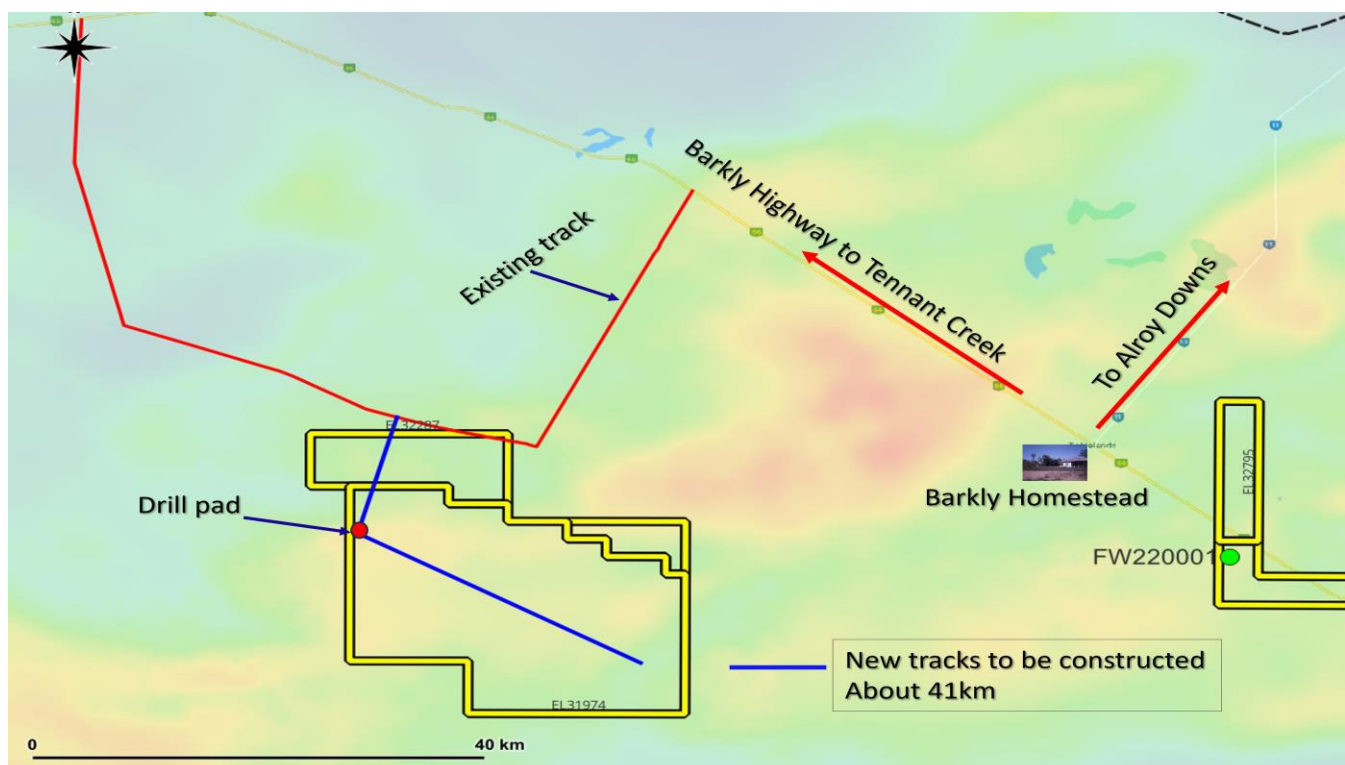 Barkly Highway to Tennant Creek
Existing track
To Alroy Downs
EL32287
Drill pad
Barkly Homestead
EL32795
FW220001
New tracks to be constructed
About 41km
EL31974
0
40 km